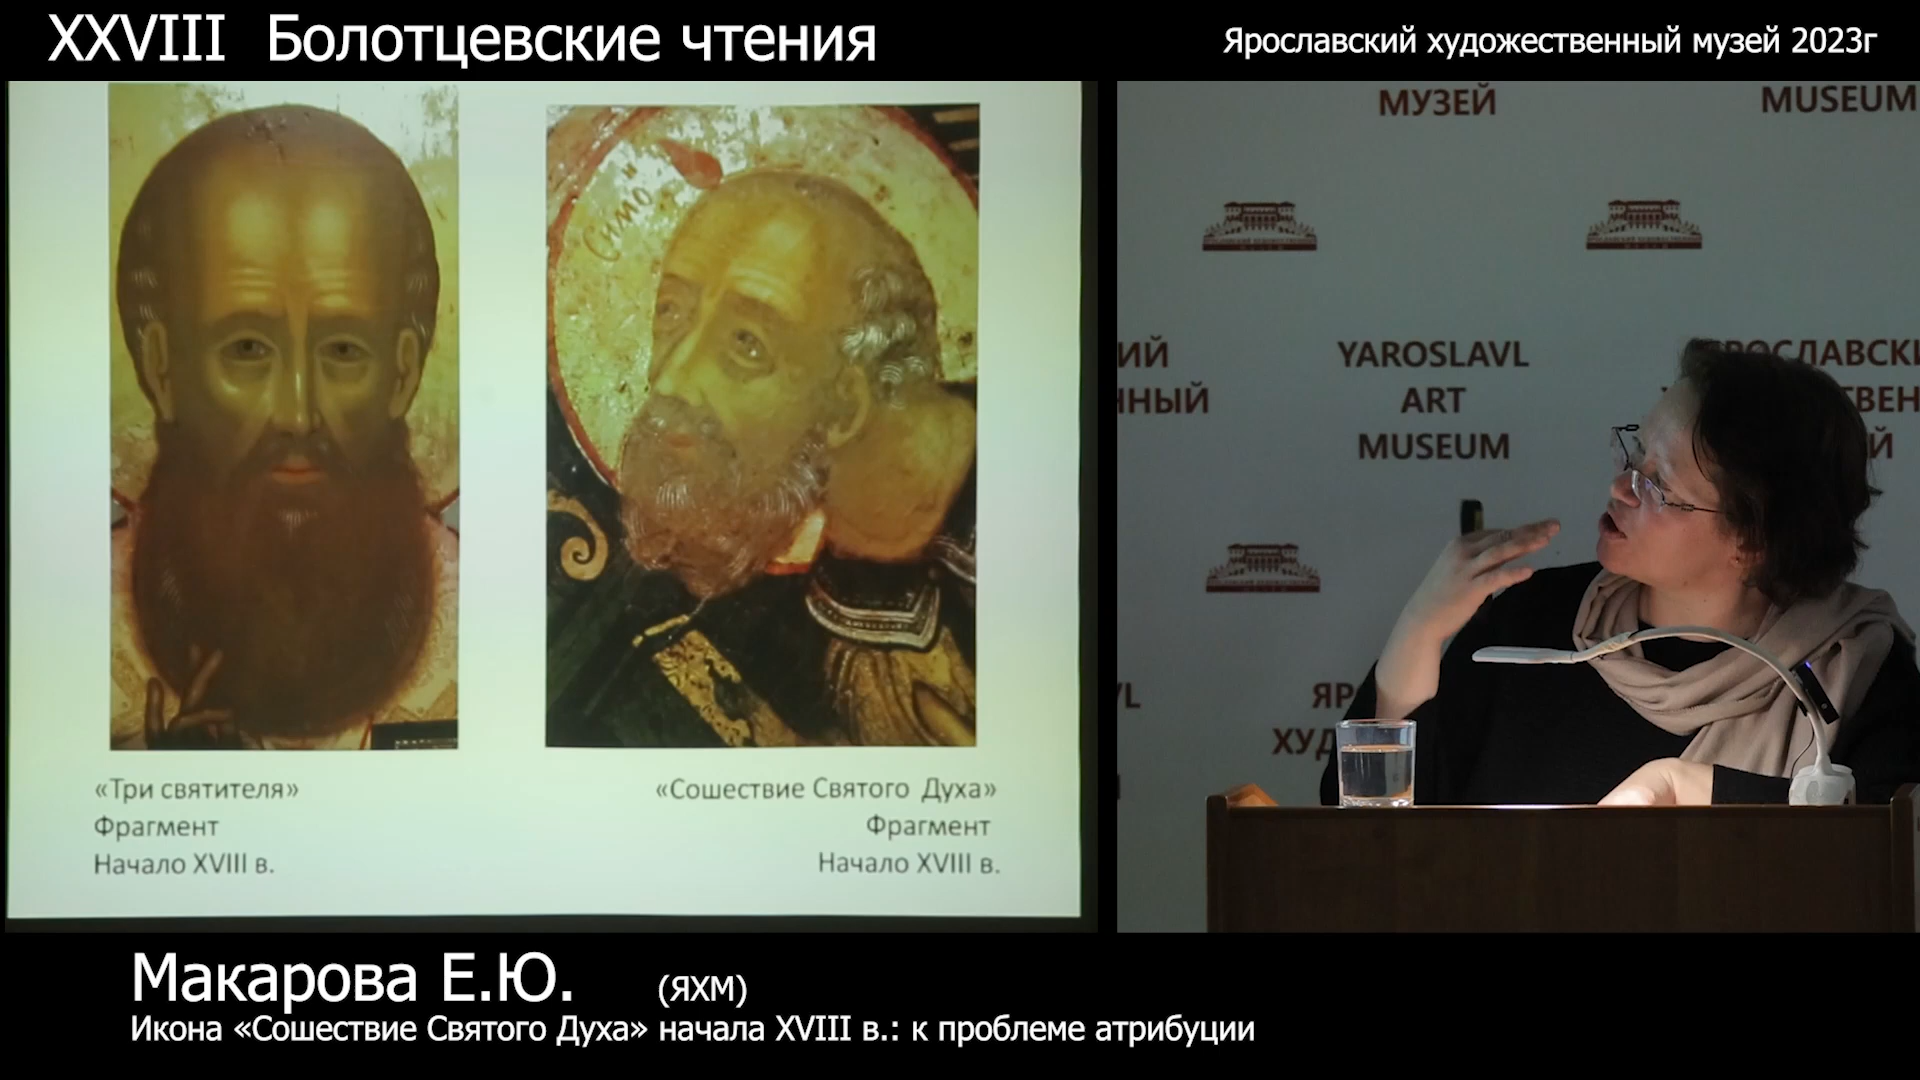 XXVIII Болотцевские чтения
Ярославский художественный музей 2023г
Симо
«Три святителя»
Фрагмент
Начало XVIII в.
«Сошествие Святого Духа»
Фрагмент
Начало XVIII в.
МУЗЕЙ
MUSEUM
YAROSLAVL
ART
MUSEUM
Макарова Е.Ю. (ЯХМ)
Икона «Сошествие Святого Духа» начала XVIII в.: к проблеме атрибуции